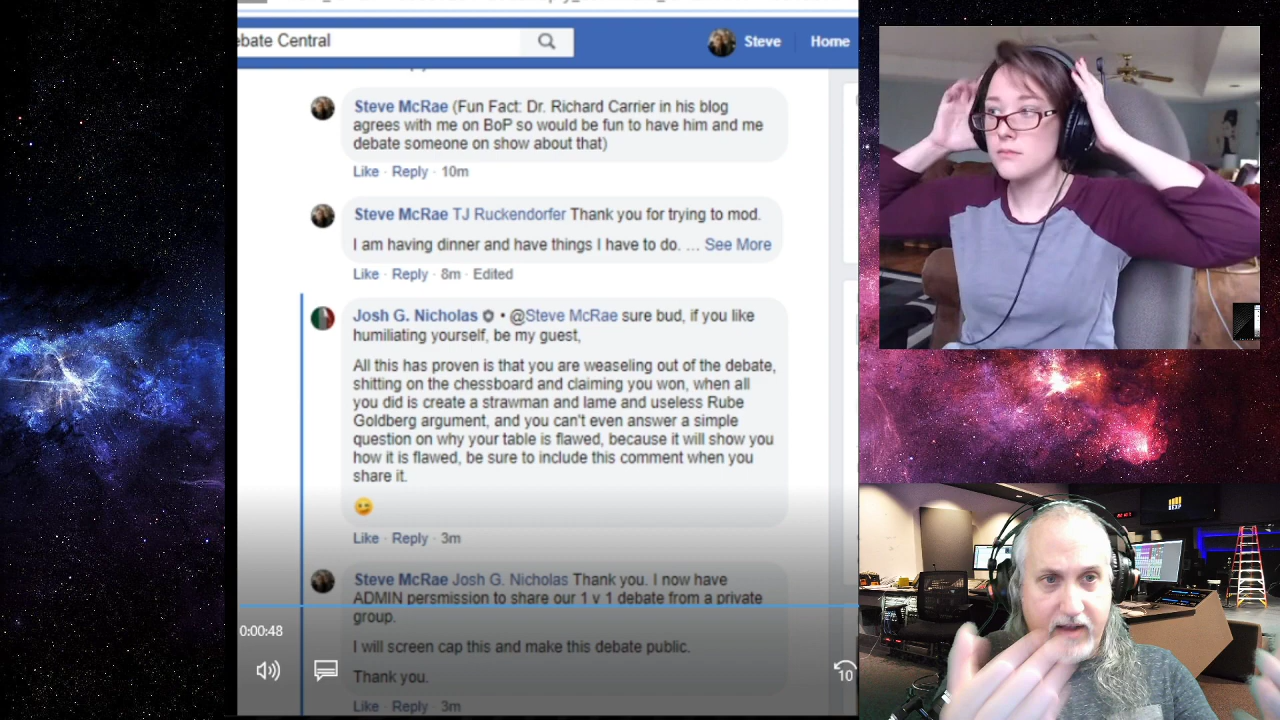 ebate Central
Steve
Home
Steve McRae (Fun Fact: Dr. Richard Carrier in his blog
agrees with me on BoP so would be fun to have him and me
debate someone on show about that)
Like · Reply · 10m
Steve McRae TJ Ruckendorfer Thank you for trying to mod.
I am having dinner and have things I have to do. ... See More
Like · Reply · 8m · Edited
Josh G. Nicholas • @Steve McRae sure bud, if you like
humiliating yourself, be my guest,
All this has proven is that you are weaseling out of the debate,
shitting on the chessboard and claiming you won, when all
you did is create a strawman and lame and useless Rube
Goldberg argument, and you can't even answer a simple
question on why your table is flawed, because it will show you
how it is flawed, be sure to include this comment when you
share it.
Like · Reply · 3m
Steve McRae Josh G. Nicholas Thank you. I now have
ADMIN persmission to share our 1 v 1 debate from a private
group.
0:00:48
I will screen cap this and make this debate public.
Thank you.
10
Like · Reply · 3m